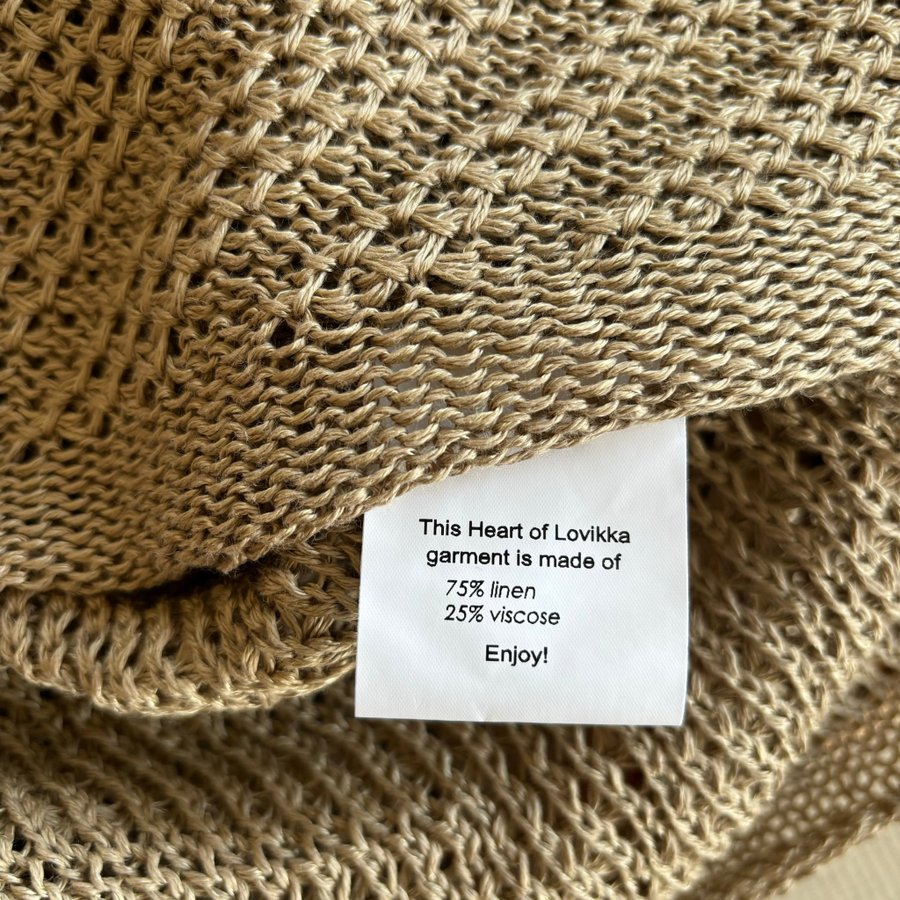 This Heart of Lovikka
garment is made of
75% linen
25% viscose
Enjoy!